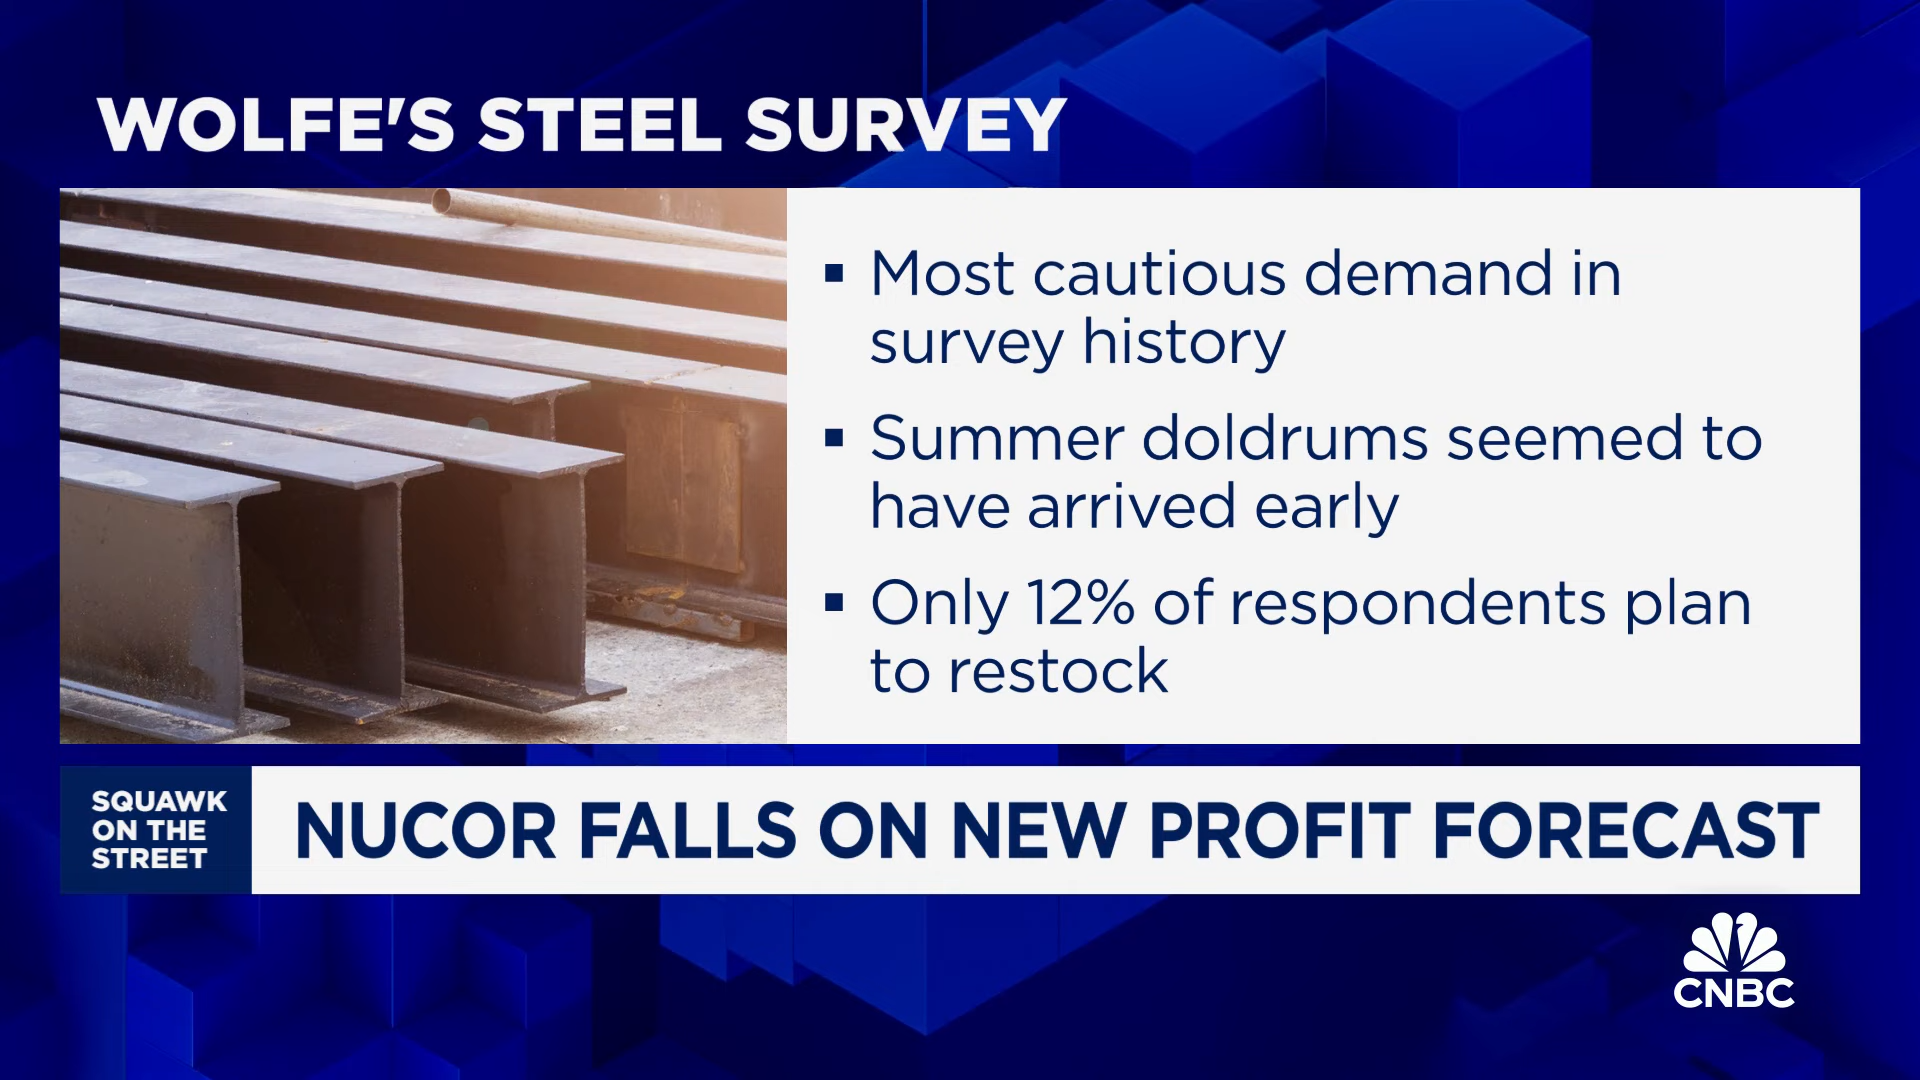 WOLFE'S STEEL SURVEY
▪ Most cautious demand in
survey history
▪ Summer doldrums seemed to
have arrived early
▪ Only 12% of respondents plan
to restock
SQUAWK
ON THE
STREET
NUCOR FALLS ON NEW PROFIT FORECAST
CNBC